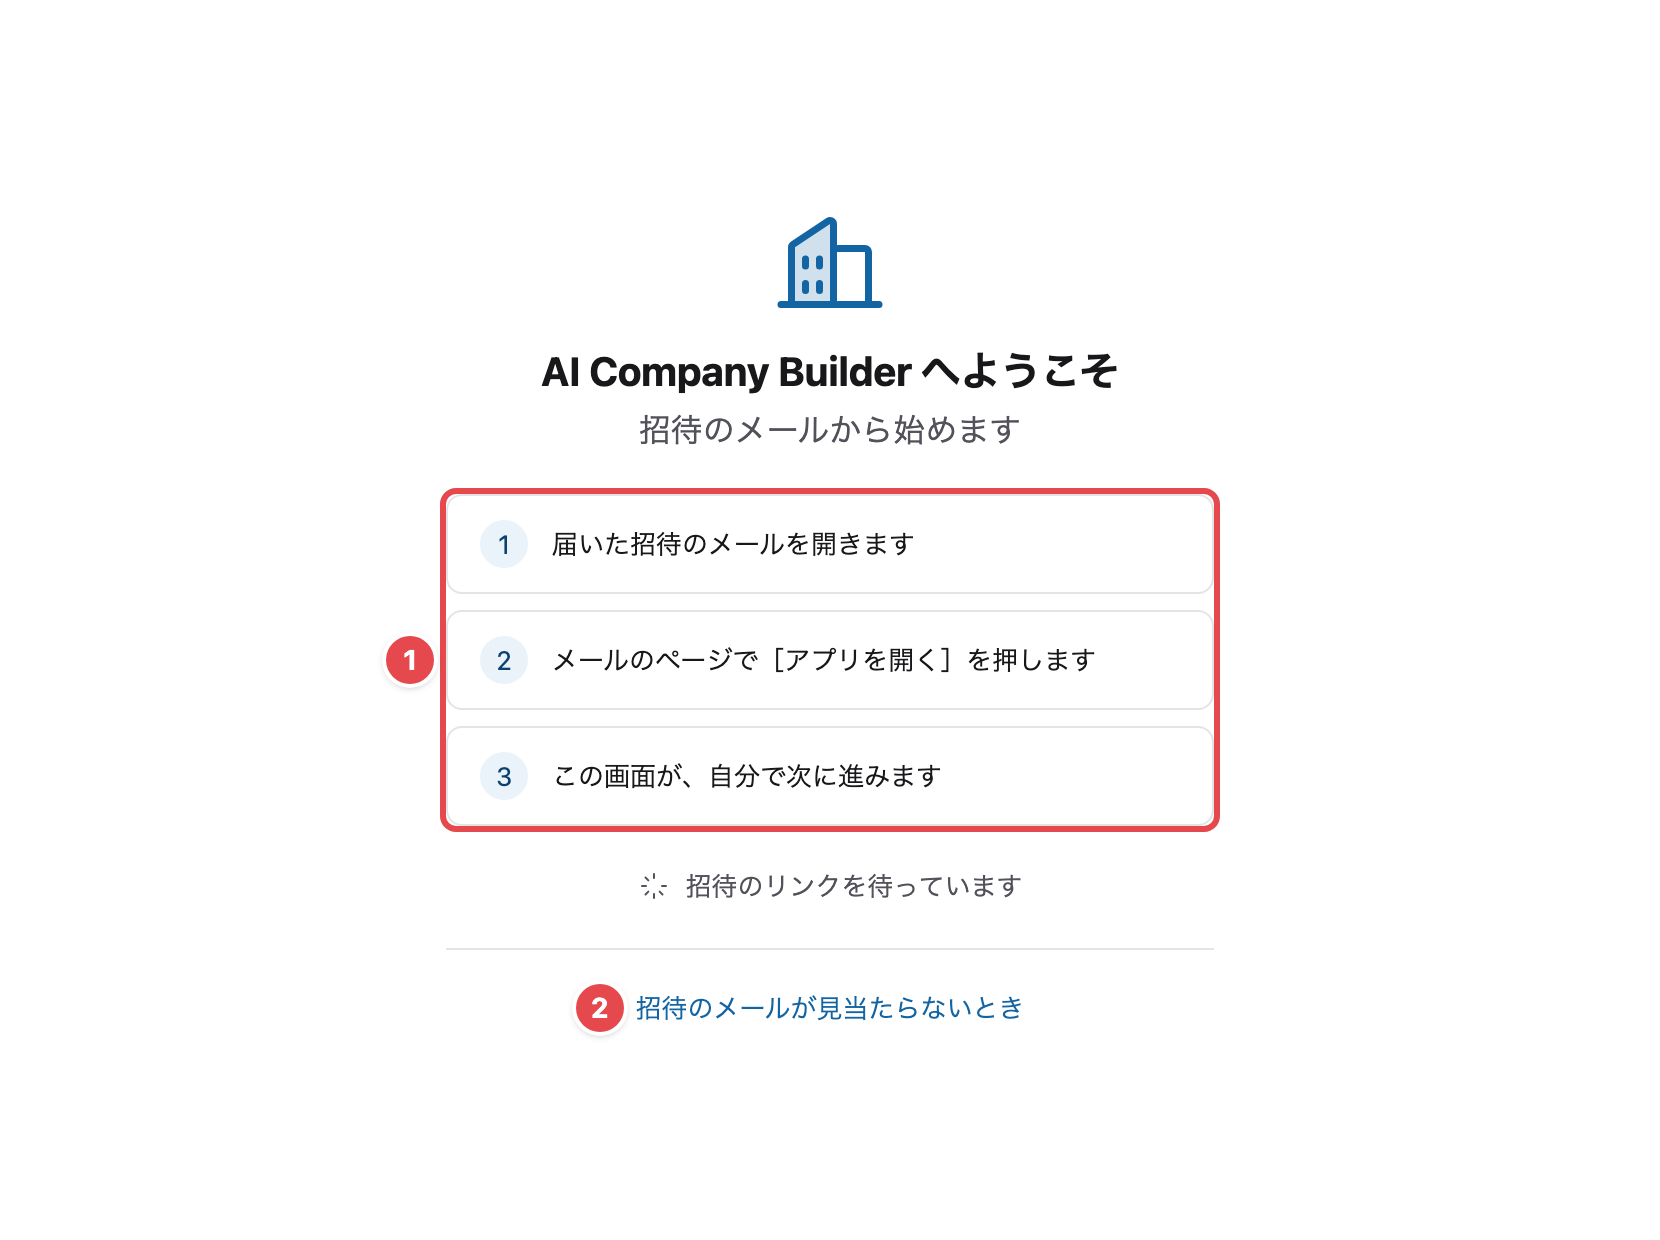 AI Company Builder へようこそ
招待のメールから始めます
1 届いた招待のメールを開きます
1
2 メールのページで［アプリを開く］を押します
3 この画面が、自分で次に進みます
招待のリンクを待っています
2 招待のメールが見当たらないとき